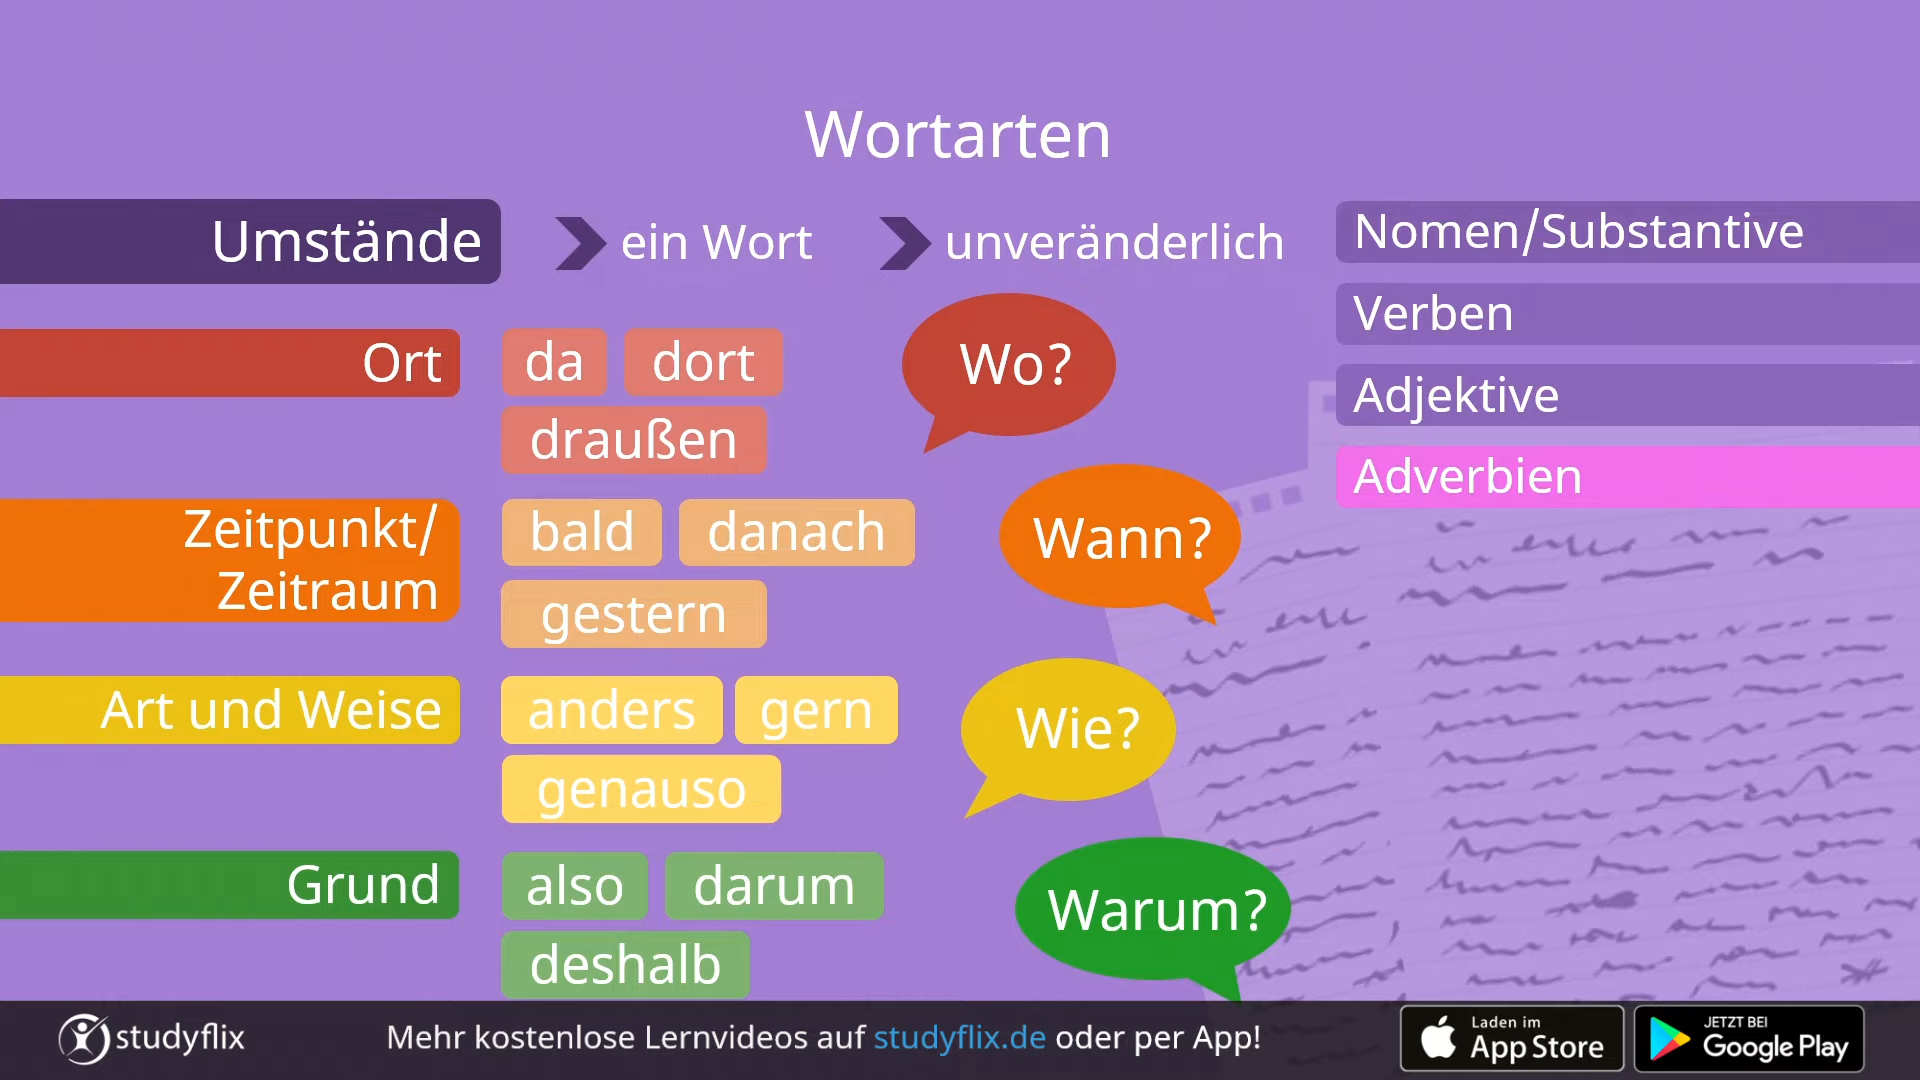 Wortarten
Umstände
ein Wort
unveränderlich
Nomen/Substantive
Verben
Adjektive
Adverbien
Ort
da
dort
draußen
Wo?
Zeitpunkt/
Zeitraum
bald
danach
gestern
Wann?
Art und Weise
anders
gern
genauso
Wie?
Grund
also
darum
deshalb
Warum?
studyflix
Mehr kostenlose Lernvideos auf studyflix.de oder per App!
Laden im
App Store
JETZT BEI
Google Play